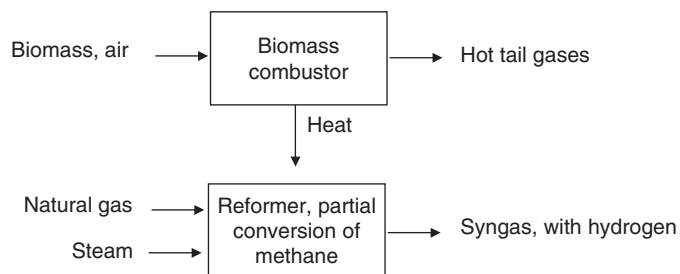 Biomass, air
Biomass
combustor
Hot tail gases
Heat
Natural gas
Steam
Reformer, partial
conversion of
methane
Syngas, with hydrogen